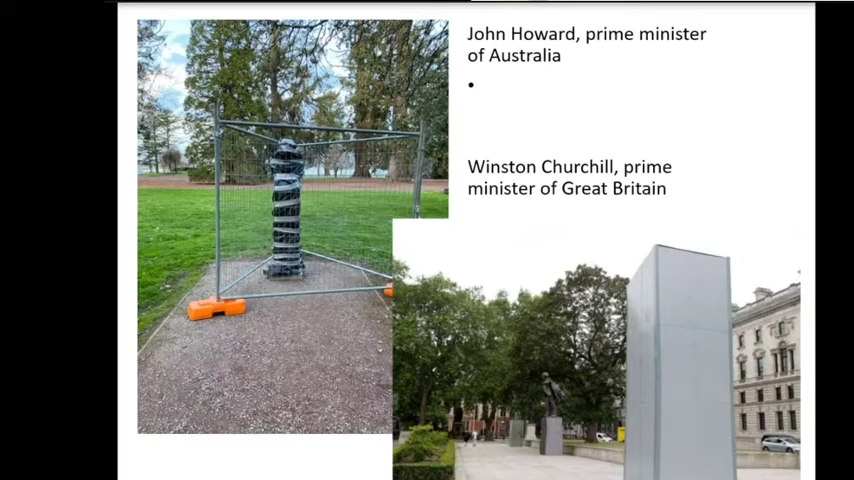 John Howard, prime minister
of Australia
•
Winston Churchill, prime
minister of Great Britain